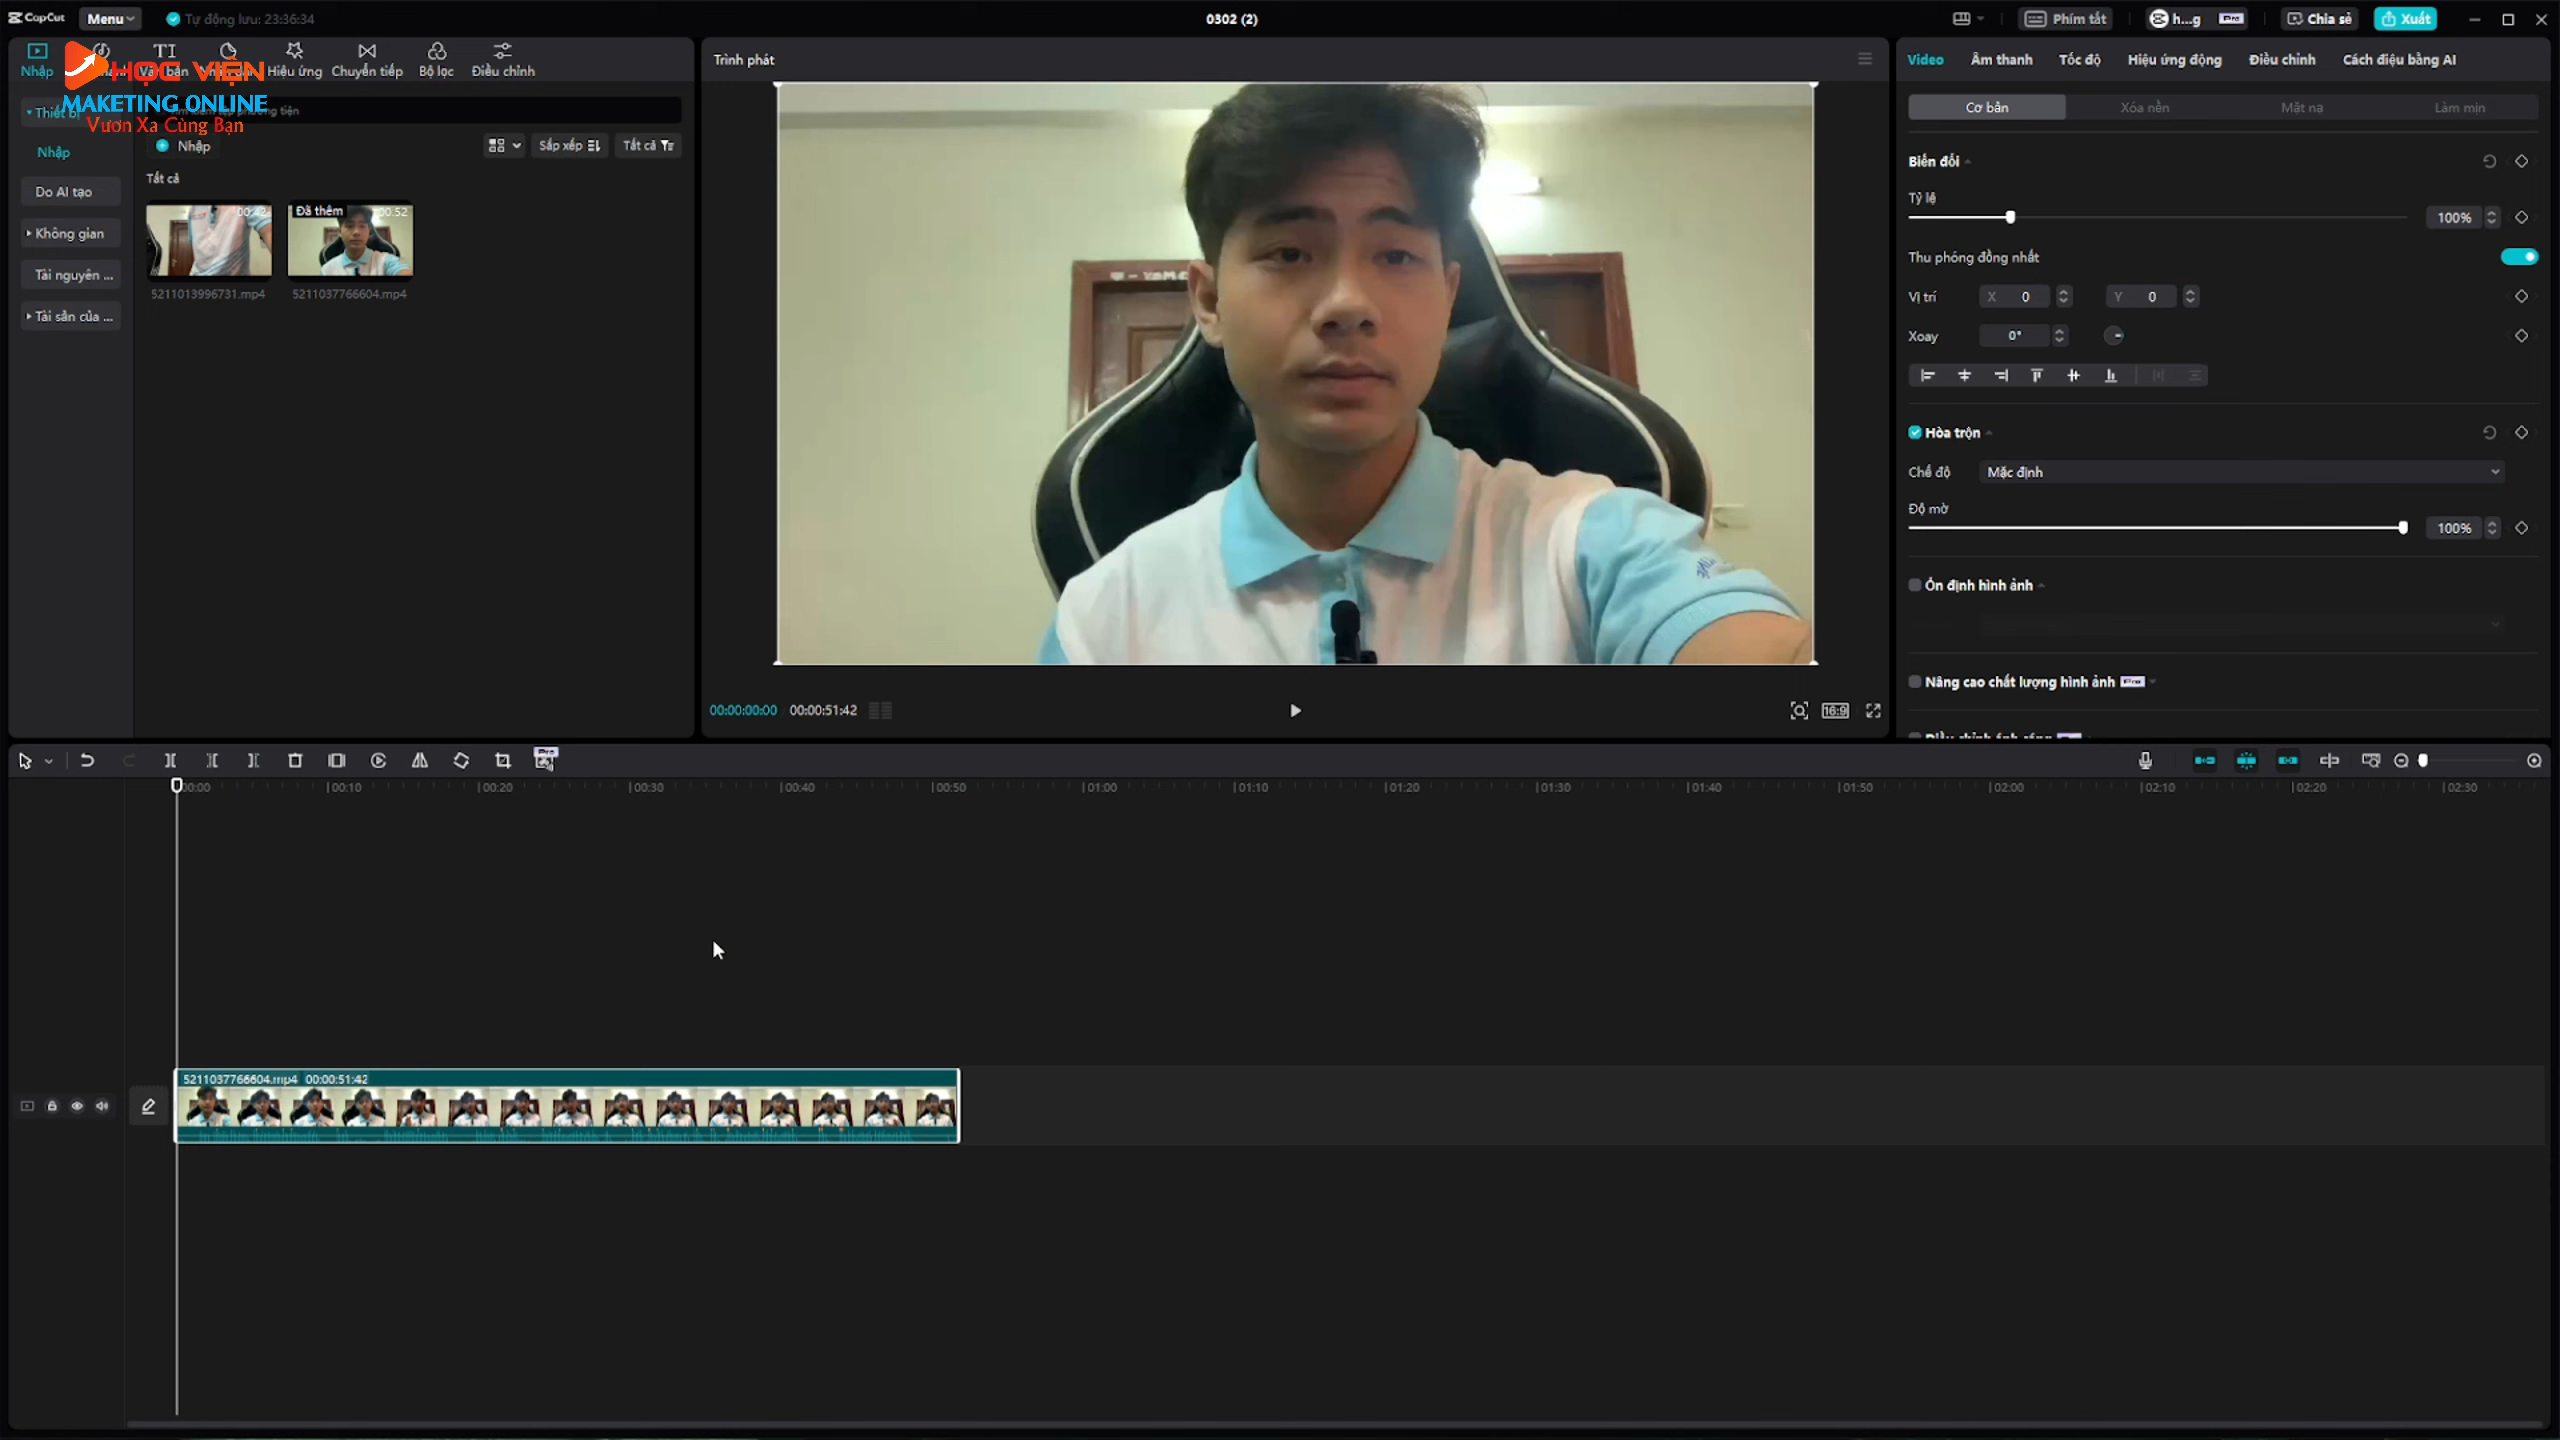 CapCut
Menu
Tự động lưu: 23:36:34
0302 (2)
Phím tắt
h...g
Pro
Chia sẻ
Xuất
Nhập
Hiệu ứng
Chuyển tiếp
Bộ lọc
Điều chỉnh
HỌC VIỆN
MAKETING ONLINE
Vươn Xa Cùng Bạn
Thiết bị
Nhập
Do AI tạo
Không gian
Tài nguyên ...
Tài sản của ...
Nhập
Sắp xếp
Tất cả
Tất cả
00:42
Đã thêm
00:52
5211013996731.mp4
5211037766604.mp4
Trình phát
00:00:00:00
00:00:51:42
16:9
Video
Âm thanh
Tốc độ
Hiệu ứng động
Điều chỉnh
Cách điệu bằng AI
Cơ bản
Xóa nền
Mặt nạ
Làm mịn
Biến đổi
Tỷ lệ
100%
Thu phóng đồng nhất
Vị trí
X 0
Y 0
Xoay
0°
Hòa trộn
Chế độ
Mặc định
Độ mờ
100%
Ổn định hình ảnh
Nâng cao chất lượng hình ảnh
Pro
Pro
00:00
00:10
00:20
00:30
00:40
00:50
01:00
01:10
01:20
01:30
01:40
01:50
02:00
02:10
02:20
02:30
5211037766604.mp4 00:00:51:42